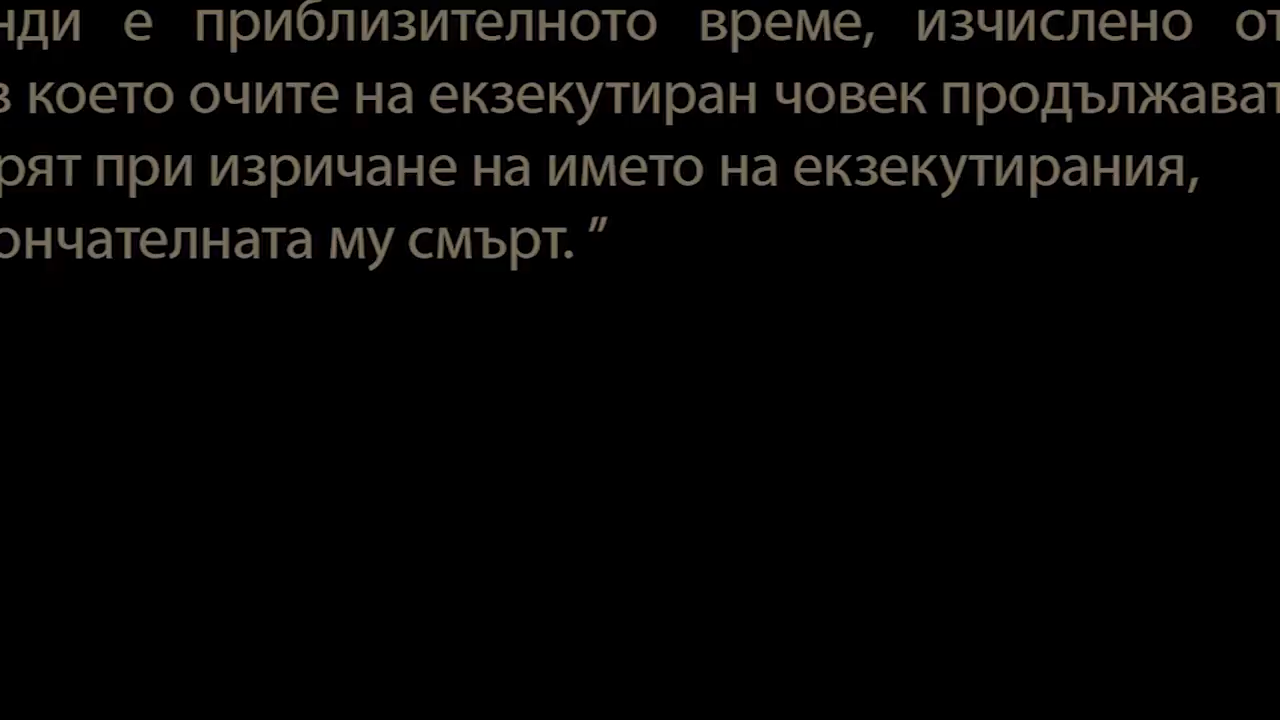 нди е приблизителното време, изчислено от
в което очите на екзекутиран човек продължават
рят при изричане на името на екзекутирания,
ончателната му смърт. ”